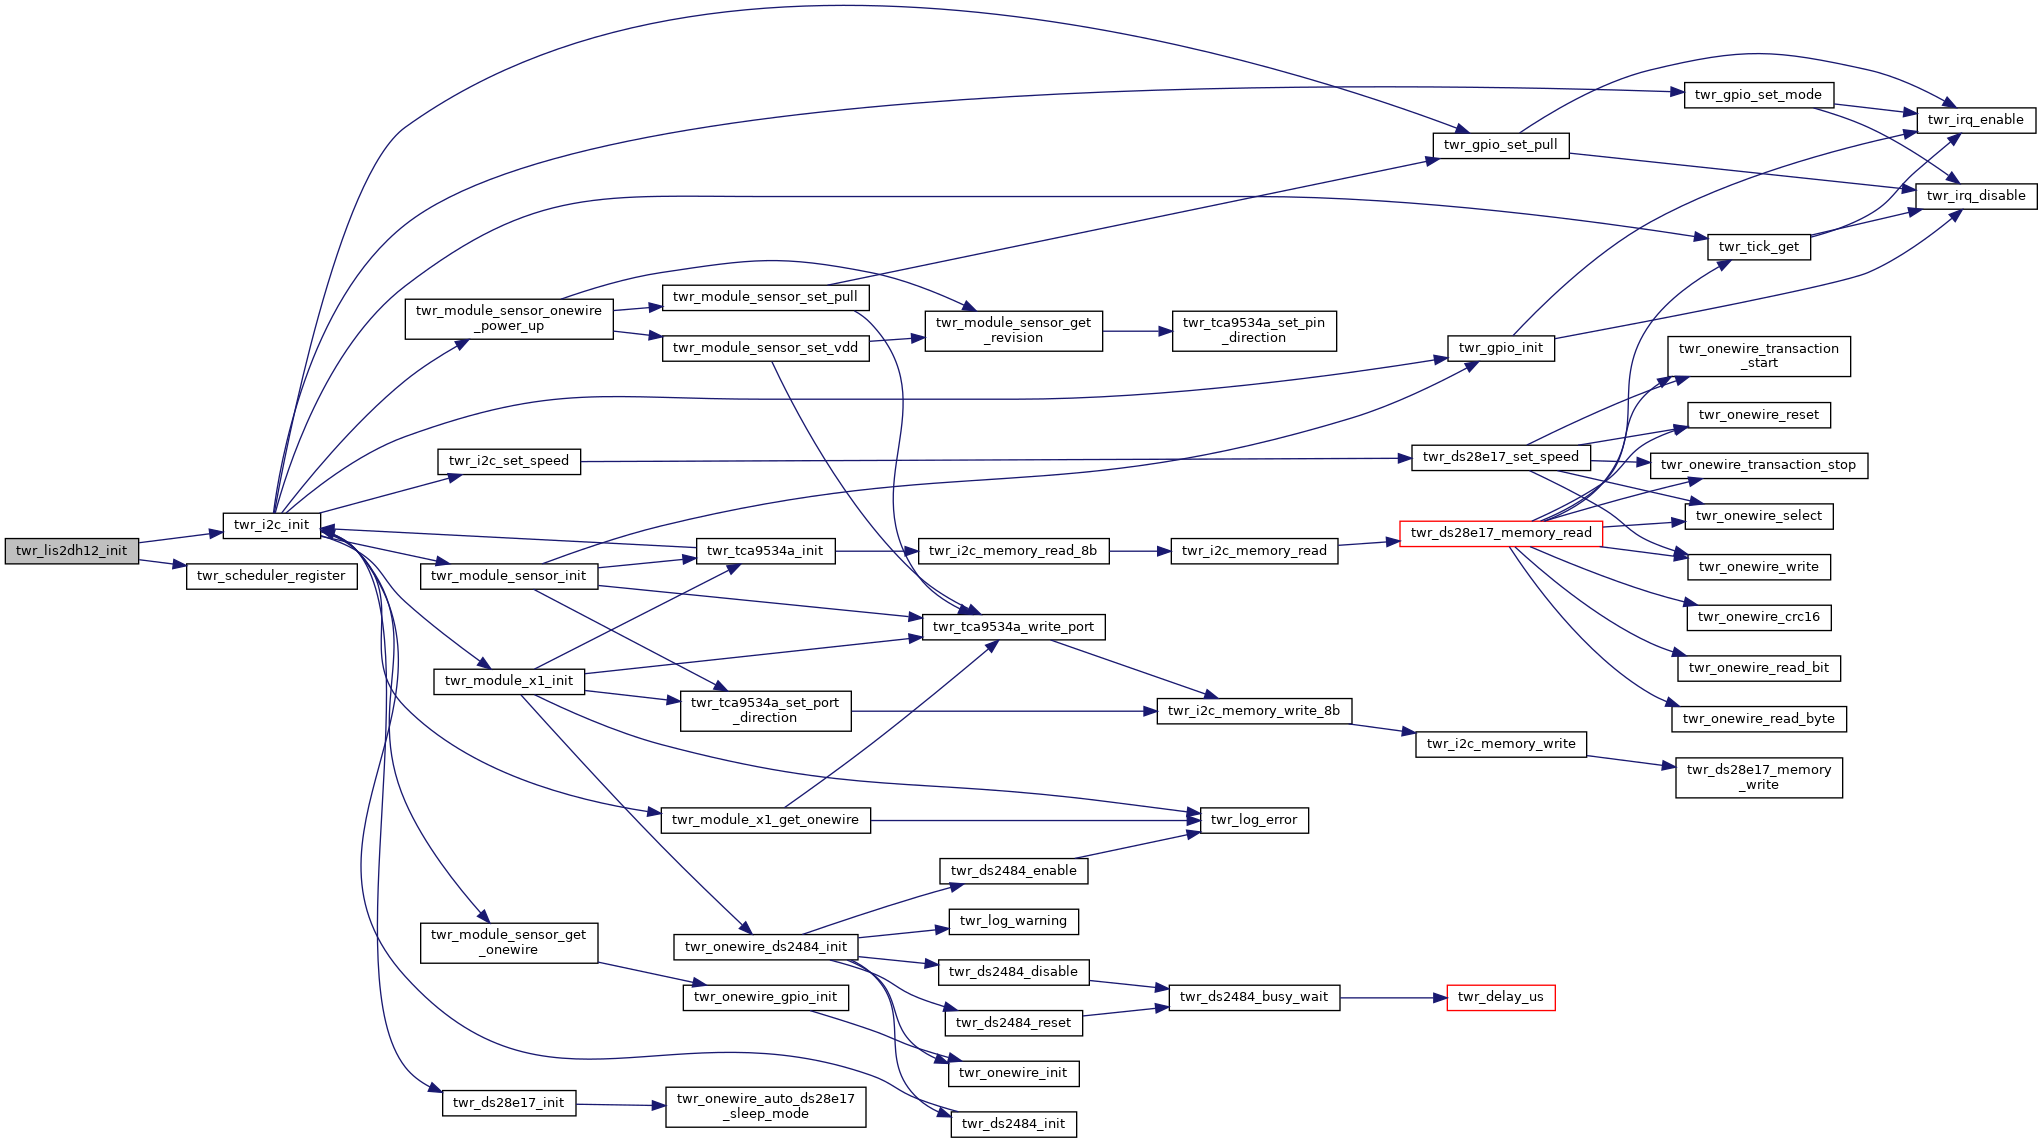 twr_lis2dh12_init
twr_i2c_init
twr_scheduler_register
twr_module_sensor_onewire
_power_up
twr_i2c_set_speed
twr_module_sensor_init
twr_module_x1_init
twr_module_sensor_get
_onewire
twr_ds28e17_init
twr_module_sensor_set_pull
twr_module_sensor_set_vdd
twr_tca9534a_init
twr_tca9534a_set_port
_direction
twr_module_x1_get_onewire
twr_onewire_ds2484_init
twr_onewire_gpio_init
twr_onewire_auto_ds28e17
_sleep_mode
twr_module_sensor_get
_revision
twr_i2c_memory_read_8b
twr_tca9534a_write_port
twr_ds2484_enable
twr_log_warning
twr_ds2484_disable
twr_ds2484_reset
twr_onewire_init
twr_ds2484_init
twr_tca9534a_set_pin
_direction
twr_i2c_memory_read
twr_i2c_memory_write_8b
twr_log_error
twr_ds2484_busy_wait
twr_gpio_set_pull
twr_gpio_init
twr_ds28e17_set_speed
twr_ds28e17_memory_read
twr_i2c_memory_write
twr_delay_us
twr_gpio_set_mode
twr_tick_get
twr_onewire_transaction
_start
twr_onewire_reset
twr_onewire_transaction_stop
twr_onewire_select
twr_onewire_write
twr_onewire_crc16
twr_onewire_read_bit
twr_onewire_read_byte
twr_ds28e17_memory
_write
twr_irq_enable
twr_irq_disable